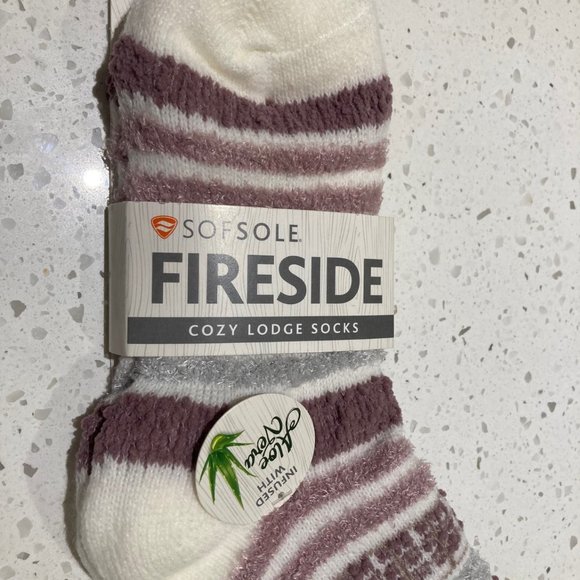 SOFSOLE®
FIRESIDE
COZY LODGE SOCKS
INFUSED
WITH
Aloe
Vera